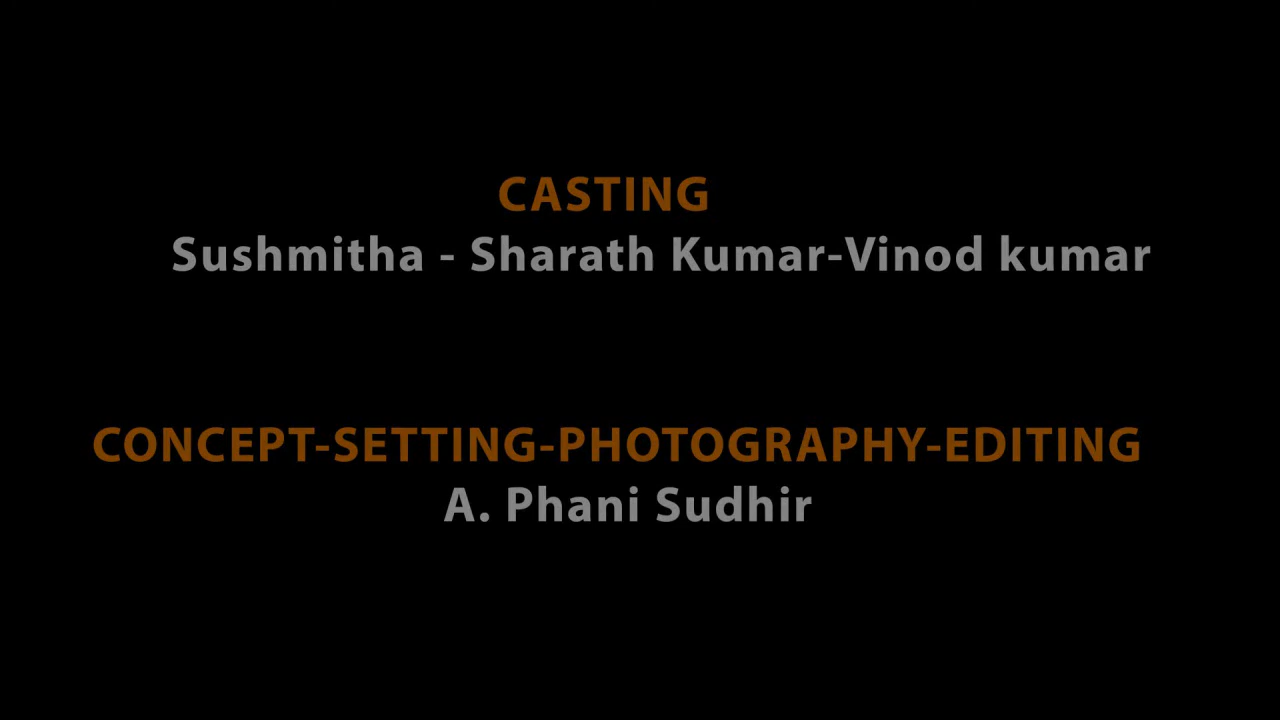 CASTING
Sushmitha - Sharath Kumar-Vinod kumar
CONCEPT-SETTING-PHOTOGRAPHY-EDITING
A. Phani Sudhir